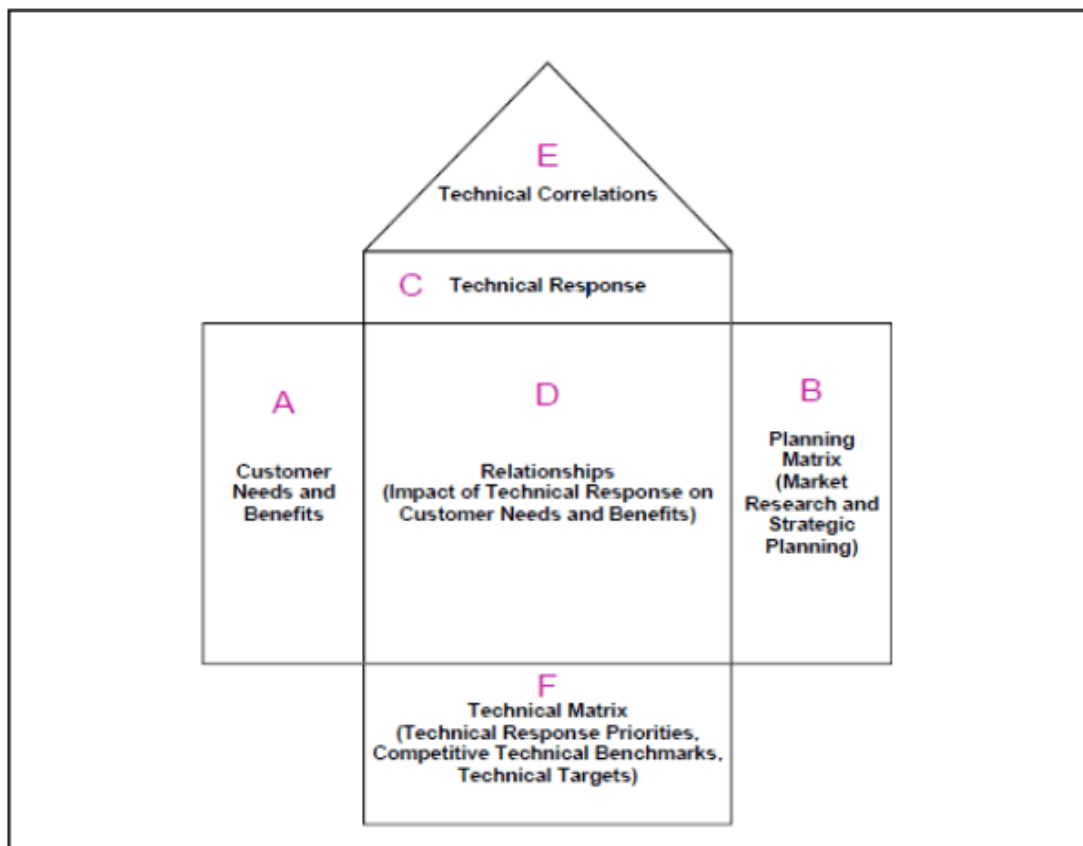 E
Technical Correlations
C Technical Response
A
Customer
Needs and
Benefits
D
Relationships
(Impact of Technical Response on
Customer Needs and Benefits)
B
Planning
Matrix
(Market
Research and
Strategic
Planning)
F
Technical Matrix
(Technical Response Priorities,
Competitive Technical Benchmarks,
Technical Targets)